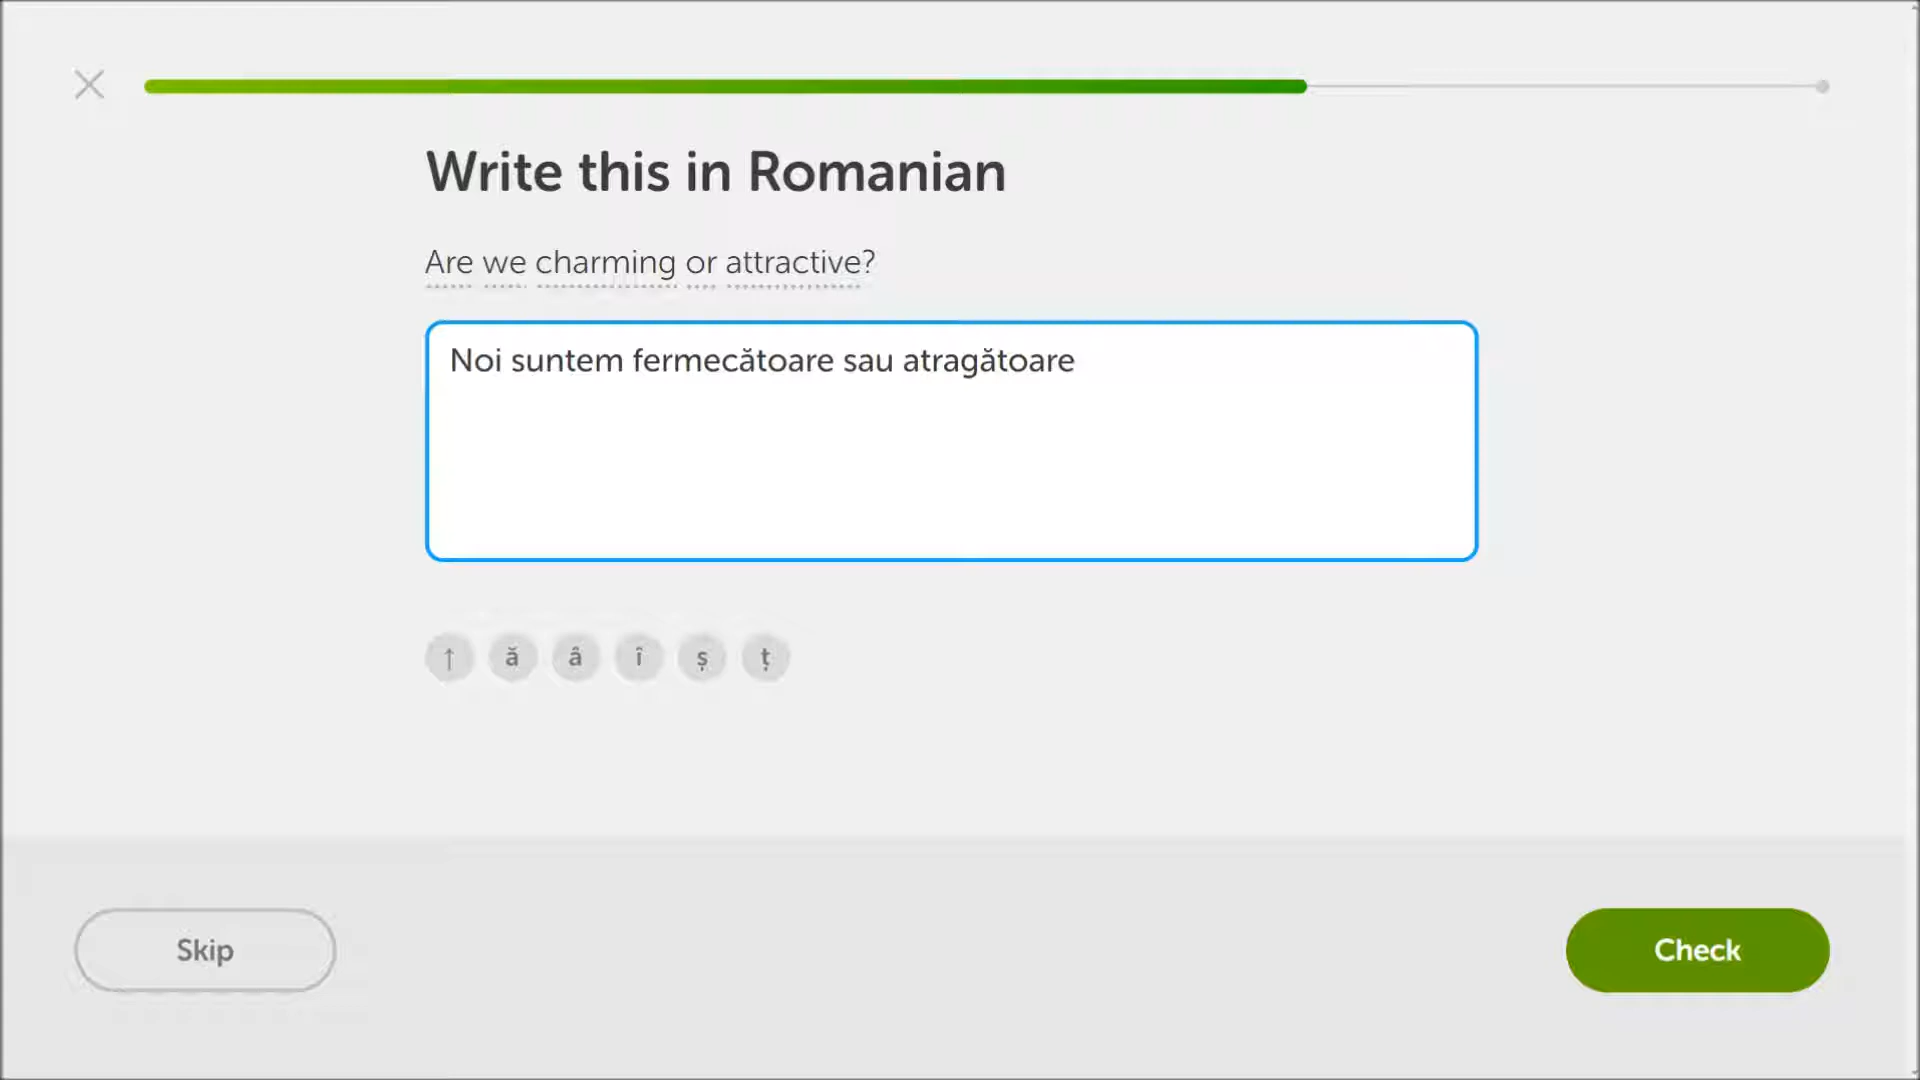 Write this in Romanian
Are we charming or attractive?
Noi suntem fermecătoare sau atragătoare
↑ ă â î ș ț
Skip
Check